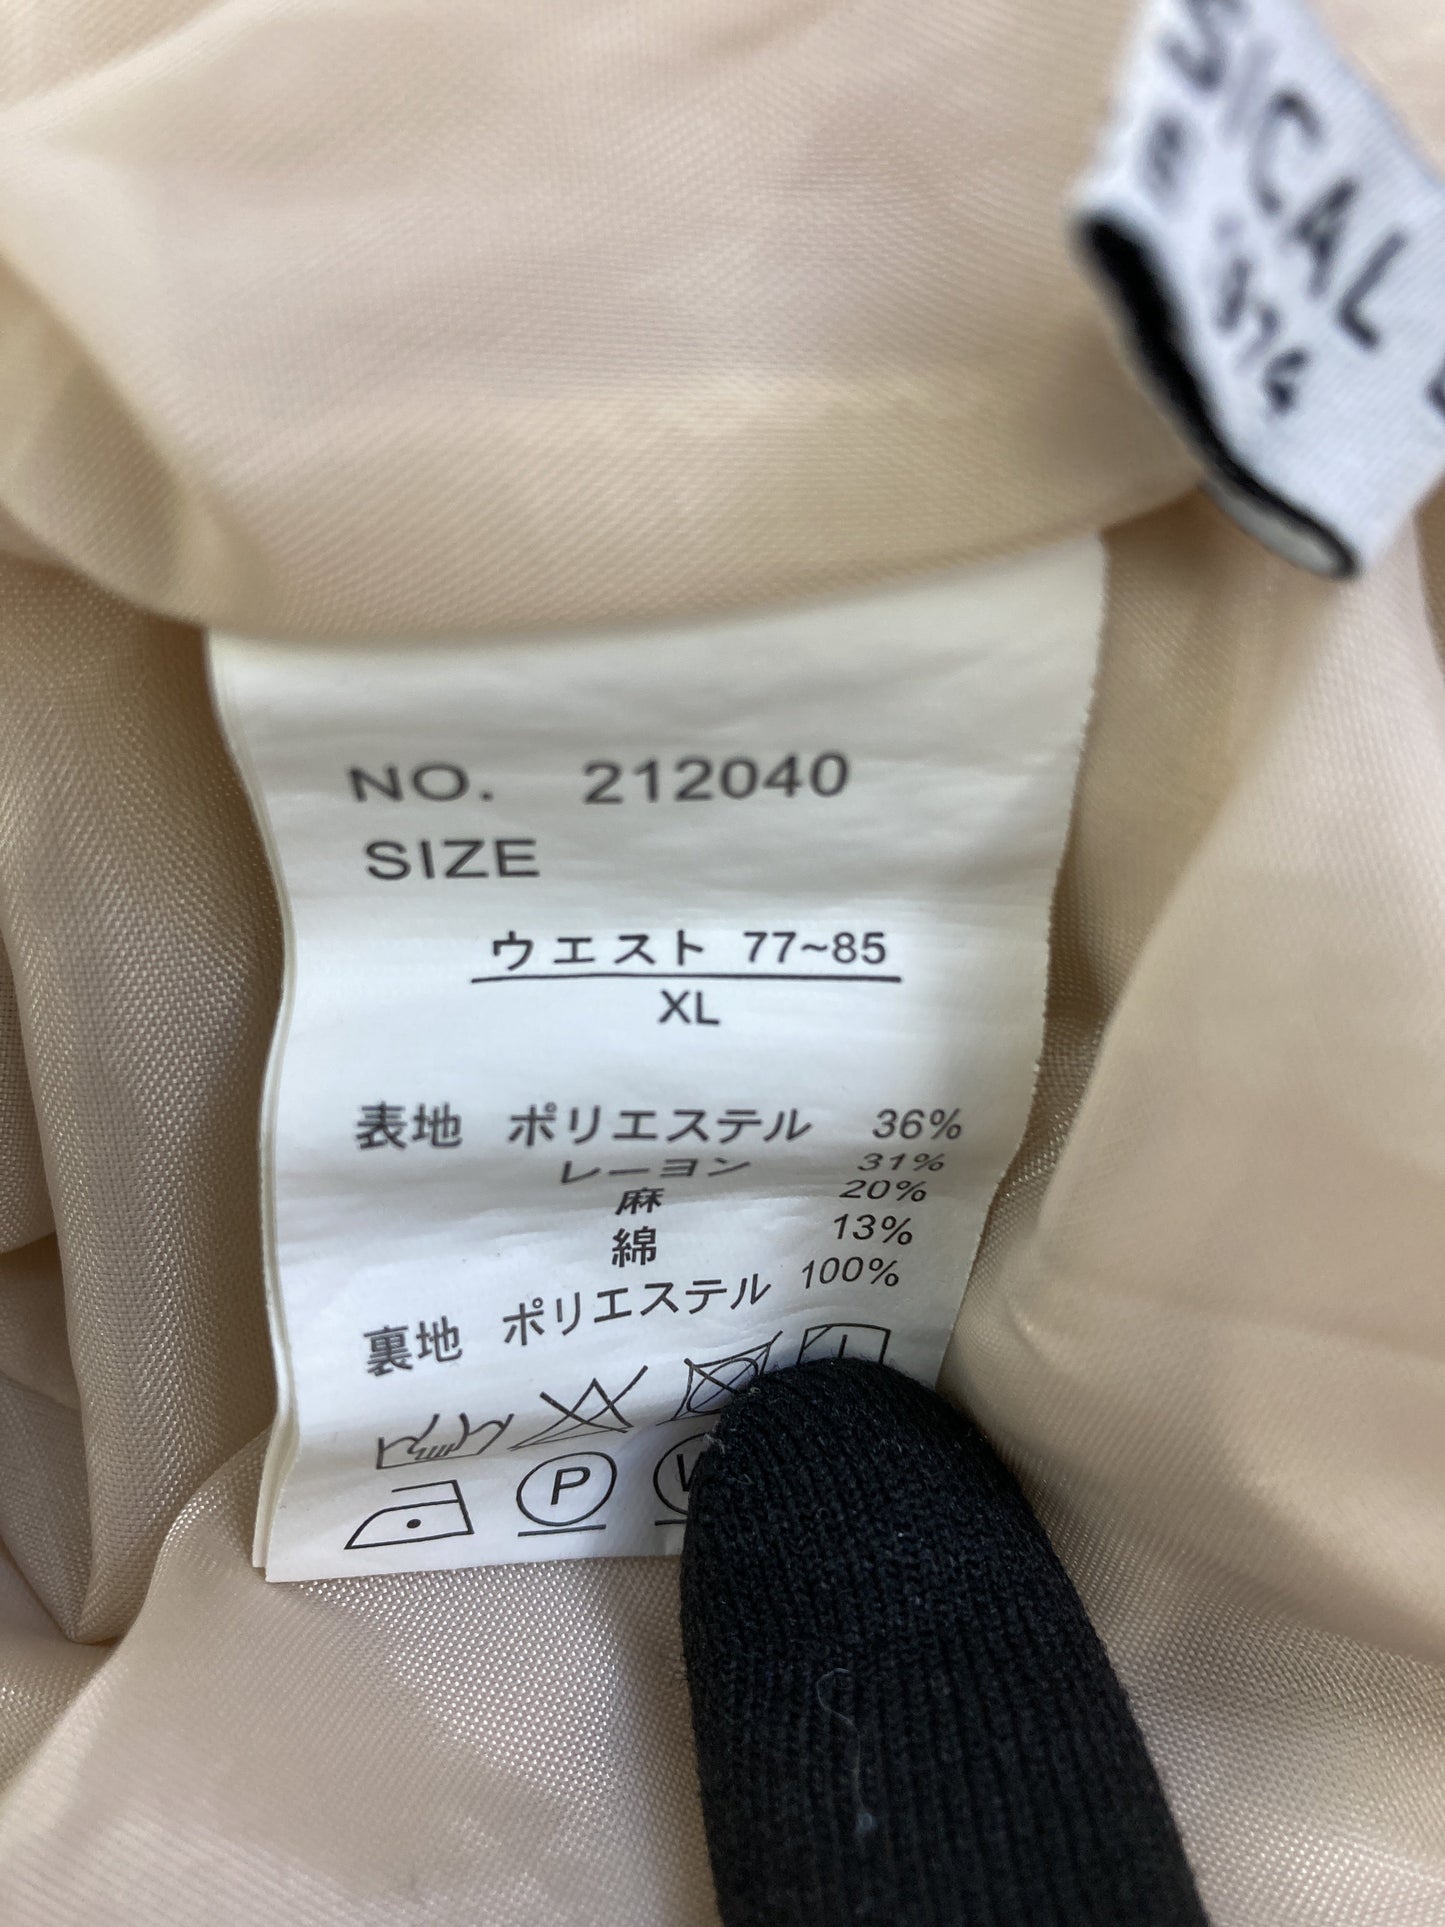 SICAL
NO. 212040
SIZE
ウエスト 77~85
XL
表地 ポリエステル 36%
レーヨン 31%
麻 20%
綿 13%
裏地 ポリエステル 100%
P